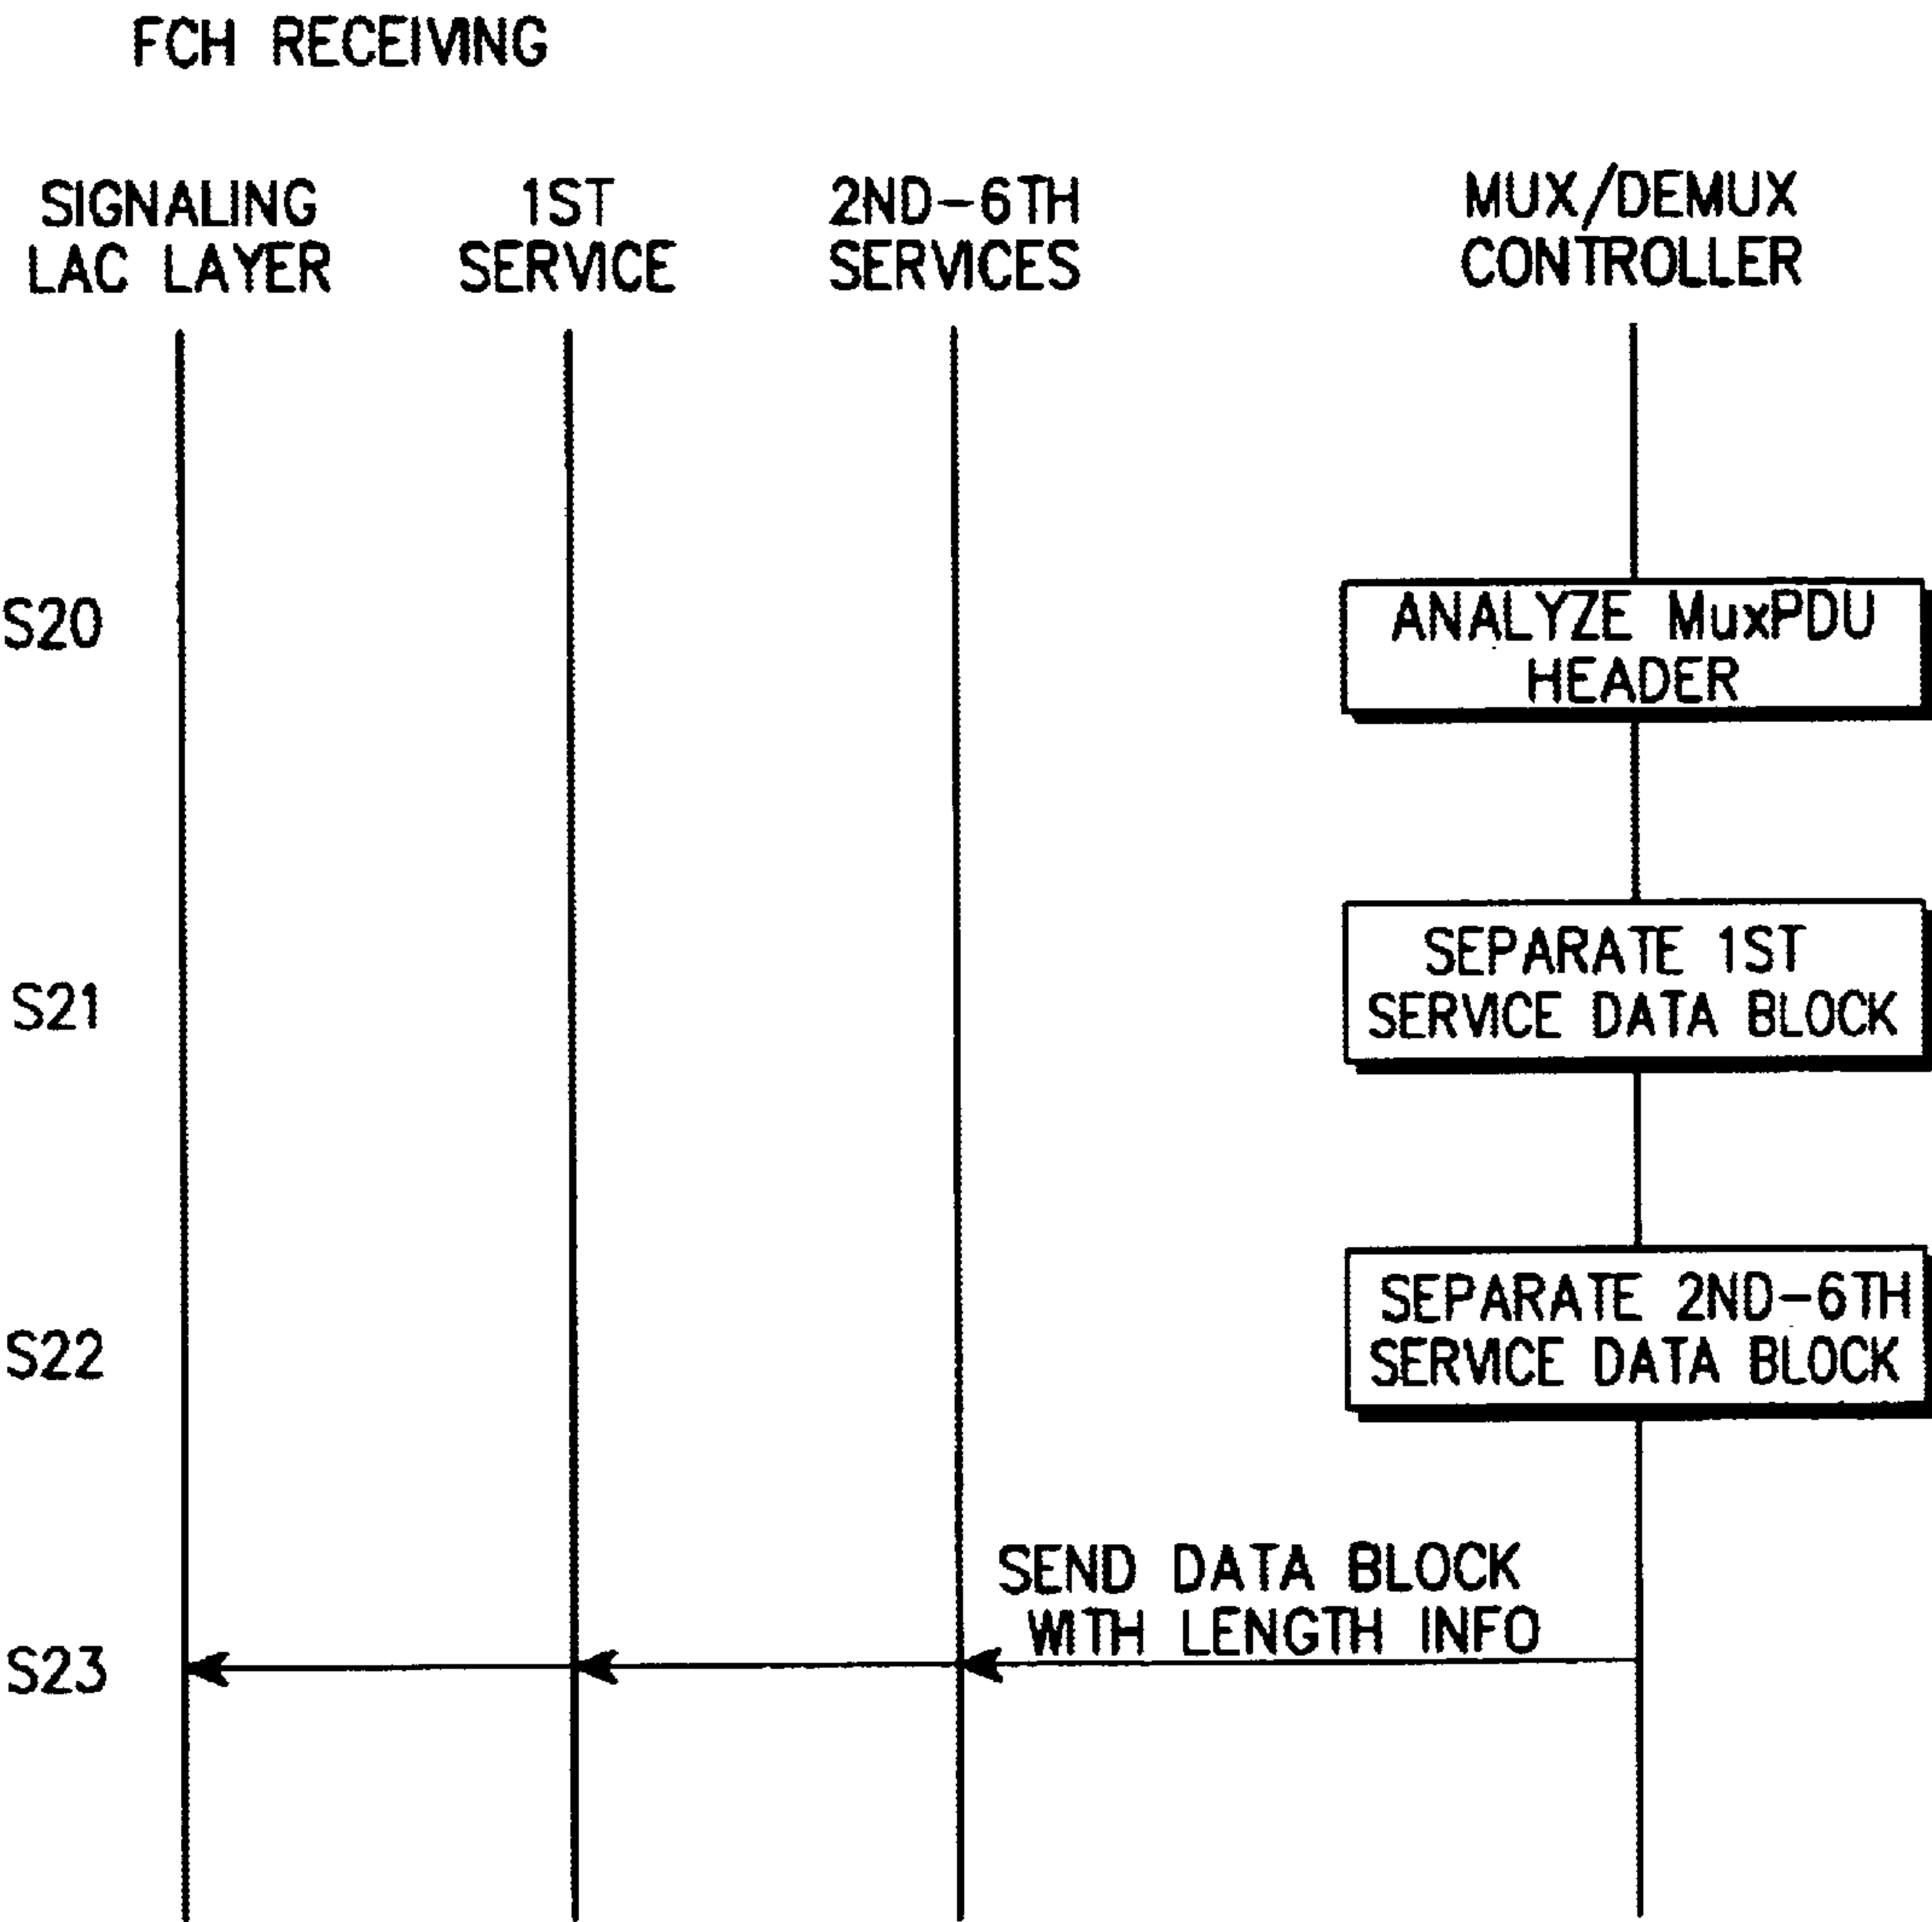 FCH RECEIVING
SIGNALING
LAC LAYER
1ST
SERVICE
2ND-6TH
SERVICES
MUX/DEMUX
CONTROLLER
S20
ANALYZE MuxPDU
HEADER
S21
SEPARATE 1ST
SERVICE DATA BLOCK
S22
SEPARATE 2ND-6TH
SERVICE DATA BLOCK
SEND DATA BLOCK
WITH LENGTH INFO
S23